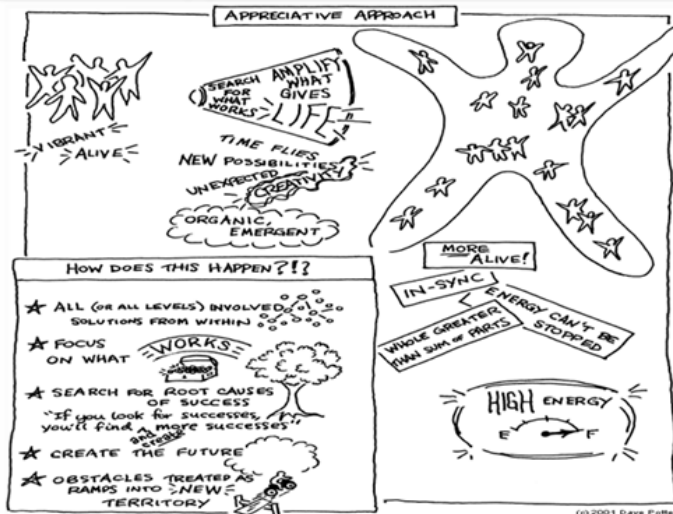 APPRECIATIVE APPROACH
VIBRANT
ALIVE
SEARCH
FOR
WHAT
WORKS
AMPLIFY
WHAT
GIVES
LIFE
TIME FLIES
NEW POSSIBILITIES
UNEXPECTED
CREATIVITY
ORGANIC,
EMERGENT
MORE
ALIVE!
IN-SYNC
ENERGY CAN'T BE
STOPPED
WHOLE GREATER
THAN SUM OF PARTS
HIGH ENERGY
E F
HOW DOES THIS HAPPEN?!?
ALL (OR ALL LEVELS) INVOLVED
SOLUTIONS FROM WITHIN
FOCUS
ON WHAT
WORKS
SEARCH FOR ROOT CAUSES
OF SUCCESS
"If you look for successes,
you'll find and create more successes"
CREATE THE FUTURE
OBSTACLES TREATED AS
RAMPS INTO NEW
TERRITORY
(c) 2001 Dave Potte